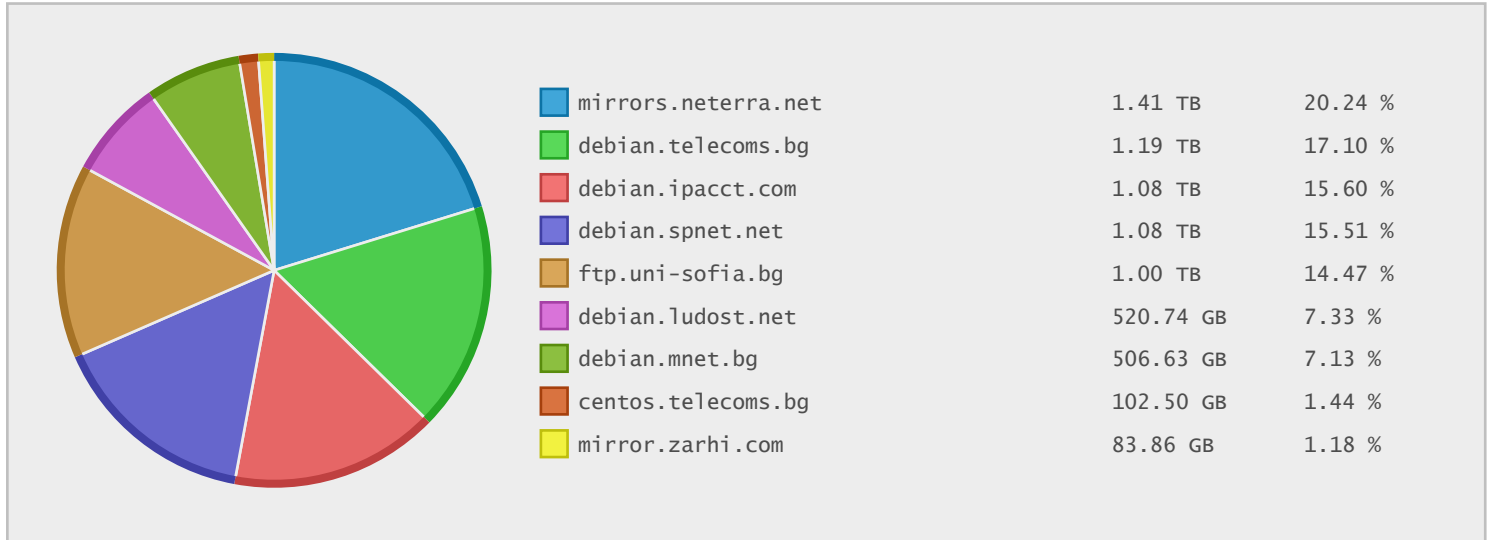 mirrors.neterra.net 1.41 TB 20.24 %
debian.telecoms.bg 1.19 TB 17.10 %
debian.ipacct.com 1.08 TB 15.60 %
debian.spnet.net 1.08 TB 15.51 %
ftp.uni-sofia.bg 1.00 TB 14.47 %
debian.ludost.net 520.74 GB 7.33 %
debian.mnet.bg 506.63 GB 7.13 %
centos.telecoms.bg 102.50 GB 1.44 %
mirror.zarhi.com 83.86 GB 1.18 %